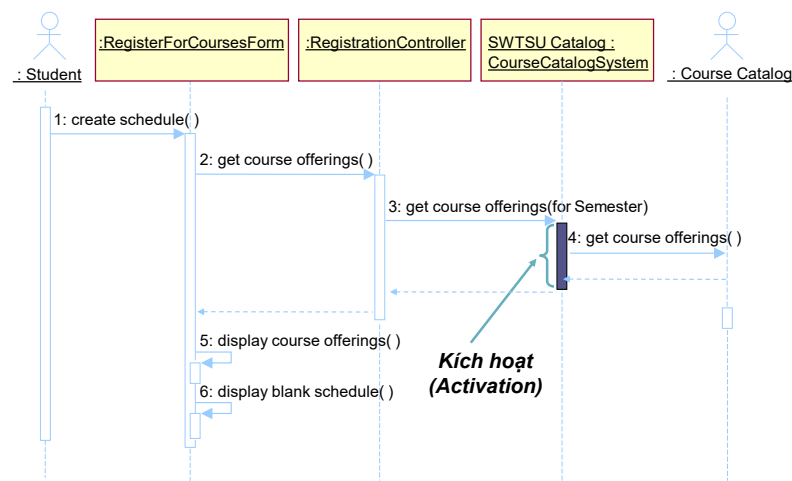 : Student
:RegisterForCoursesForm
:RegistrationController
SWTSU Catalog :
CourseCatalogSystem
: Course Catalog
1: create schedule( )
2: get course offerings( )
3: get course offerings(for Semester)
4: get course offerings( )
5: display course offerings( )
Kích hoạt
(Activation)
6: display blank schedule( )